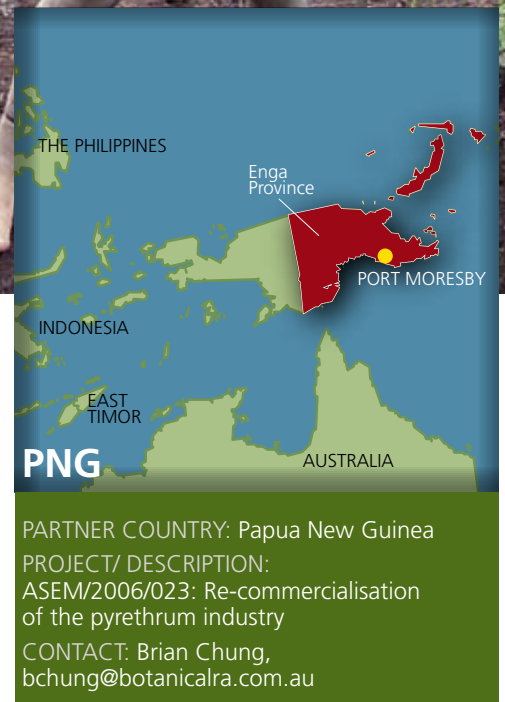 THE PHILIPPINES
Enga
Province
PORT MORESBY
INDONESIA
EAST
TIMOR
PNG
AUSTRALIA
PARTNER COUNTRY: Papua New Guinea
PROJECT/ DESCRIPTION:
ASEM/2006/023: Re-commercialisation
of the pyrethrum industry
CONTACT: Brian Chung,
bchung@botanicalra.com.au